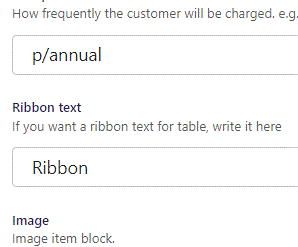 How frequently the customer will be charged. e.g.
p/annual
Ribbon text
If you want a ribbon text for table, write it here
Ribbon
Image
Image item block.